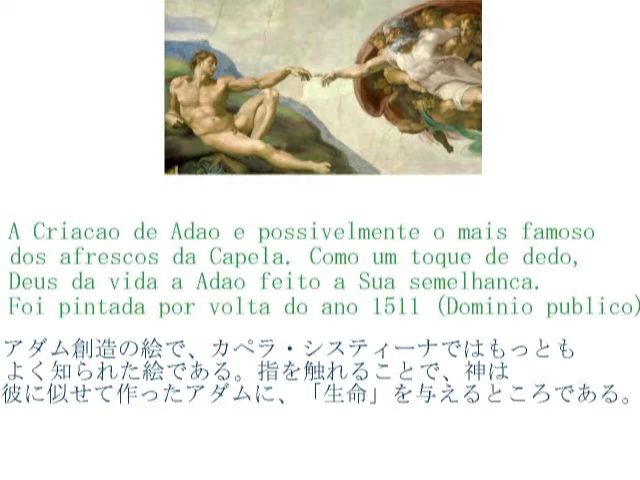 A Criacao de Adao e possivelmente o mais famoso
dos afrescos da Capela. Como um toque de dedo,
Deus da vida a Adao feito a Sua semelhanca.
Foi pintada por volta do ano 1511 (Dominio publico)
アダム創造の絵で、カペラ・システィーナではもっとも
よく知られた絵である。指を触れることで、神は
彼に似せて作ったアダムに、「生命」を与えるところである。